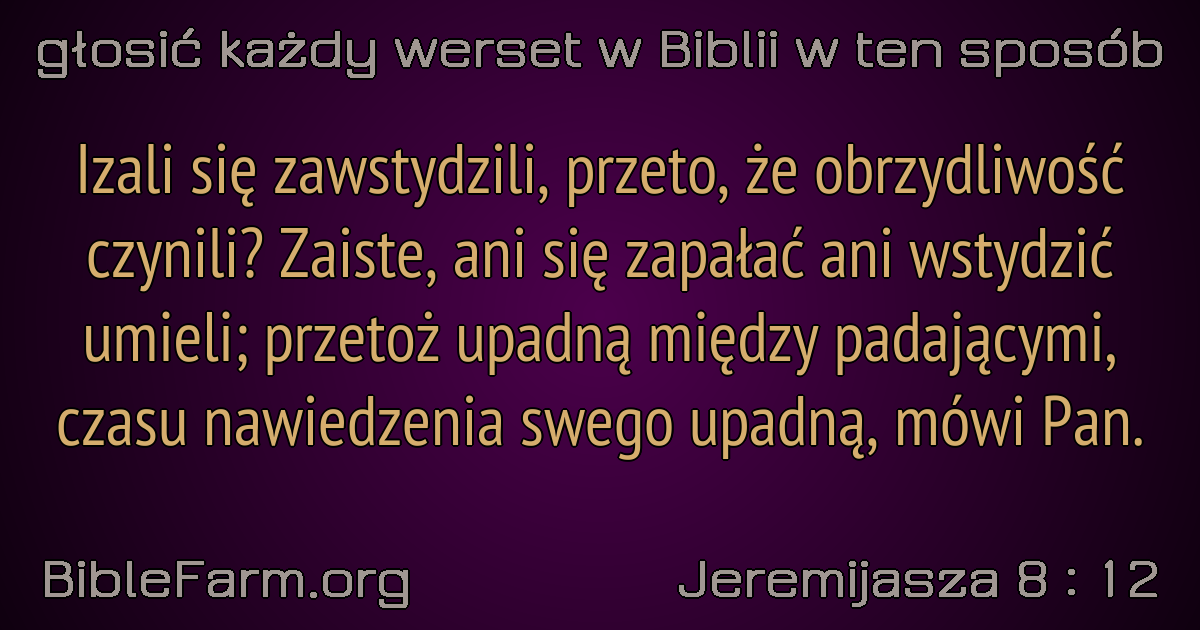 głosić każdy werset w Biblii w ten sposób
Izali się zawstydzili, przeto, że obrzydliwość
czynili? Zaiste, ani się zapałać ani wstydzić
umieli; przetoż upadną między padającymi,
czasu nawiedzenia swego upadną, mówi Pan.
BibleFarm.org
Jeremijasza 8 : 12